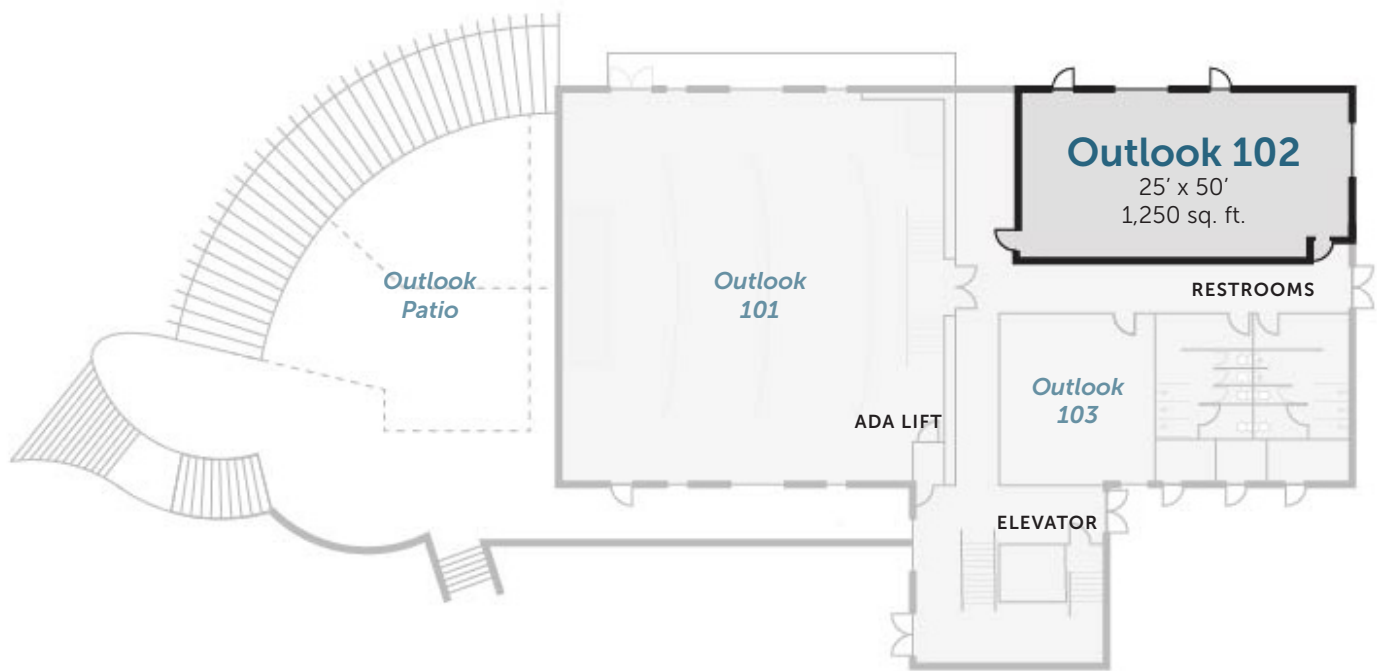 Outlook 102
25’ x 50’
1,250 sq. ft.
Outlook
Patio
Outlook
101
RESTROOMS
Outlook
103
ADA LIFT
ELEVATOR